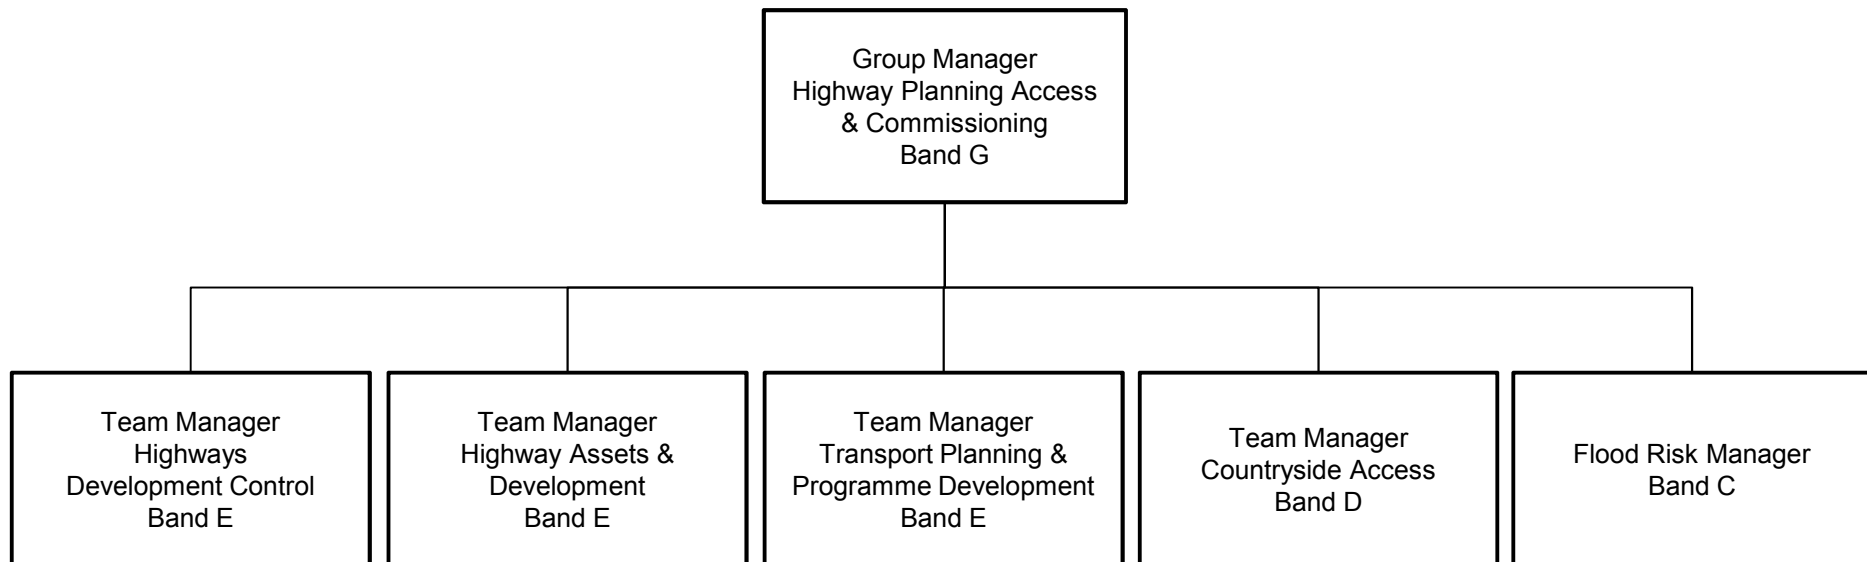 Group Manager
Highway Planning Access
& Commissioning
Band G
Team Manager
Highways
Development Control
Band E
Team Manager
Highway Assets &
Development
Band E
Team Manager
Transport Planning &
Programme Development
Band E
Team Manager
Countryside Access
Band D
Flood Risk Manager
Band C